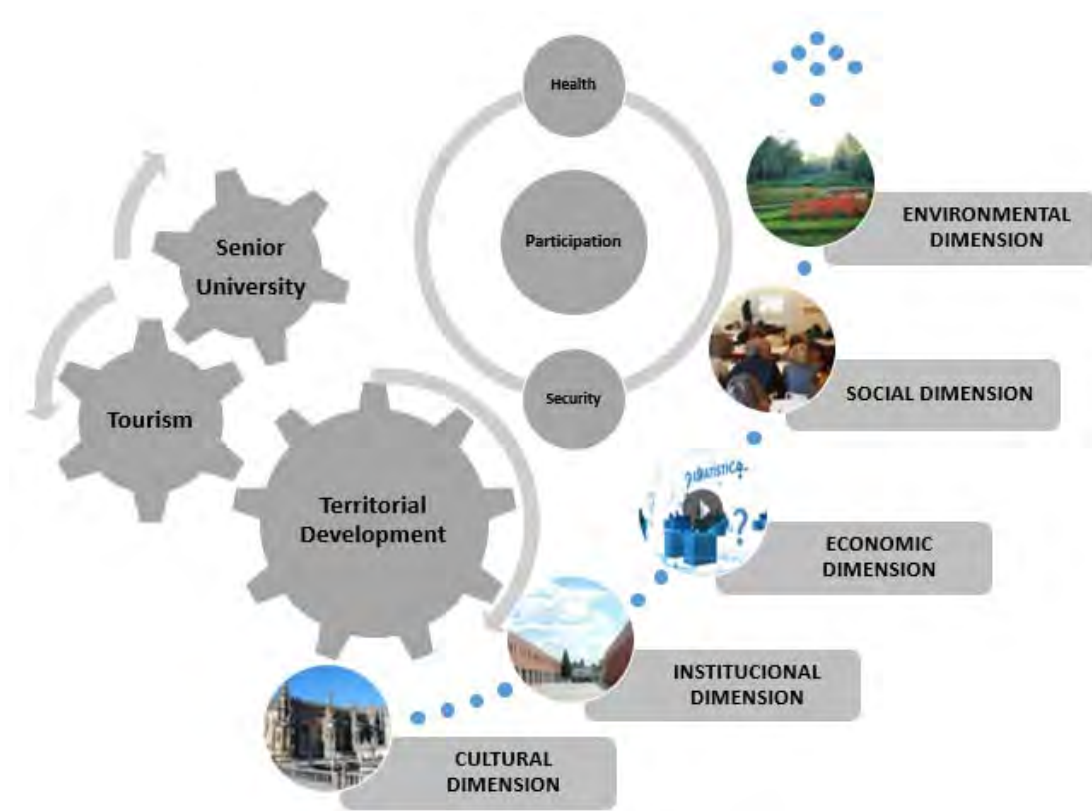 Health
Participation
Security
Senior
University
Tourism
Territorial
Development
ENVIRONMENTAL
DIMENSION
SOCIAL DIMENSION
ECONOMIC
DIMENSION
INSTITUCIONAL
DIMENSION
CULTURAL
DIMENSION